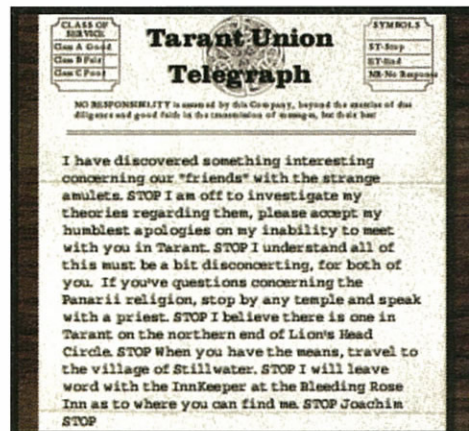 CLASS OF
SERVICE
Class A Good
Class B Fair
Class C Poor
Tarant Union
Telegraph
SYMBOLS
ST-Stop
ET-End
NR-No Response
NO RESPONSIBILITY is assumed by this Company, beyond the exercise of due
diligence and good faith in the transmission of messages, but their best
I have discovered something interesting
concerning our "friends" with the strange
amulets. STOP I am off to investigate my
theories regarding them, please accept my
humblest apologies on my inability to meet
with you in Tarant. STOP I understand all of
this must be a bit disconcerting, for both of
you. If you've questions concerning the
Panarii religion, stop by any temple and speak
with a priest. STOP I believe there is one in
Tarant on the northern end of Lion's Head
Circle. STOP When you have the means, travel to
the village of Stillwater. STOP I will leave
word with the InnKeeper at the Bleeding Rose
Inn as to where you can find me. STOP Joachim
STOP